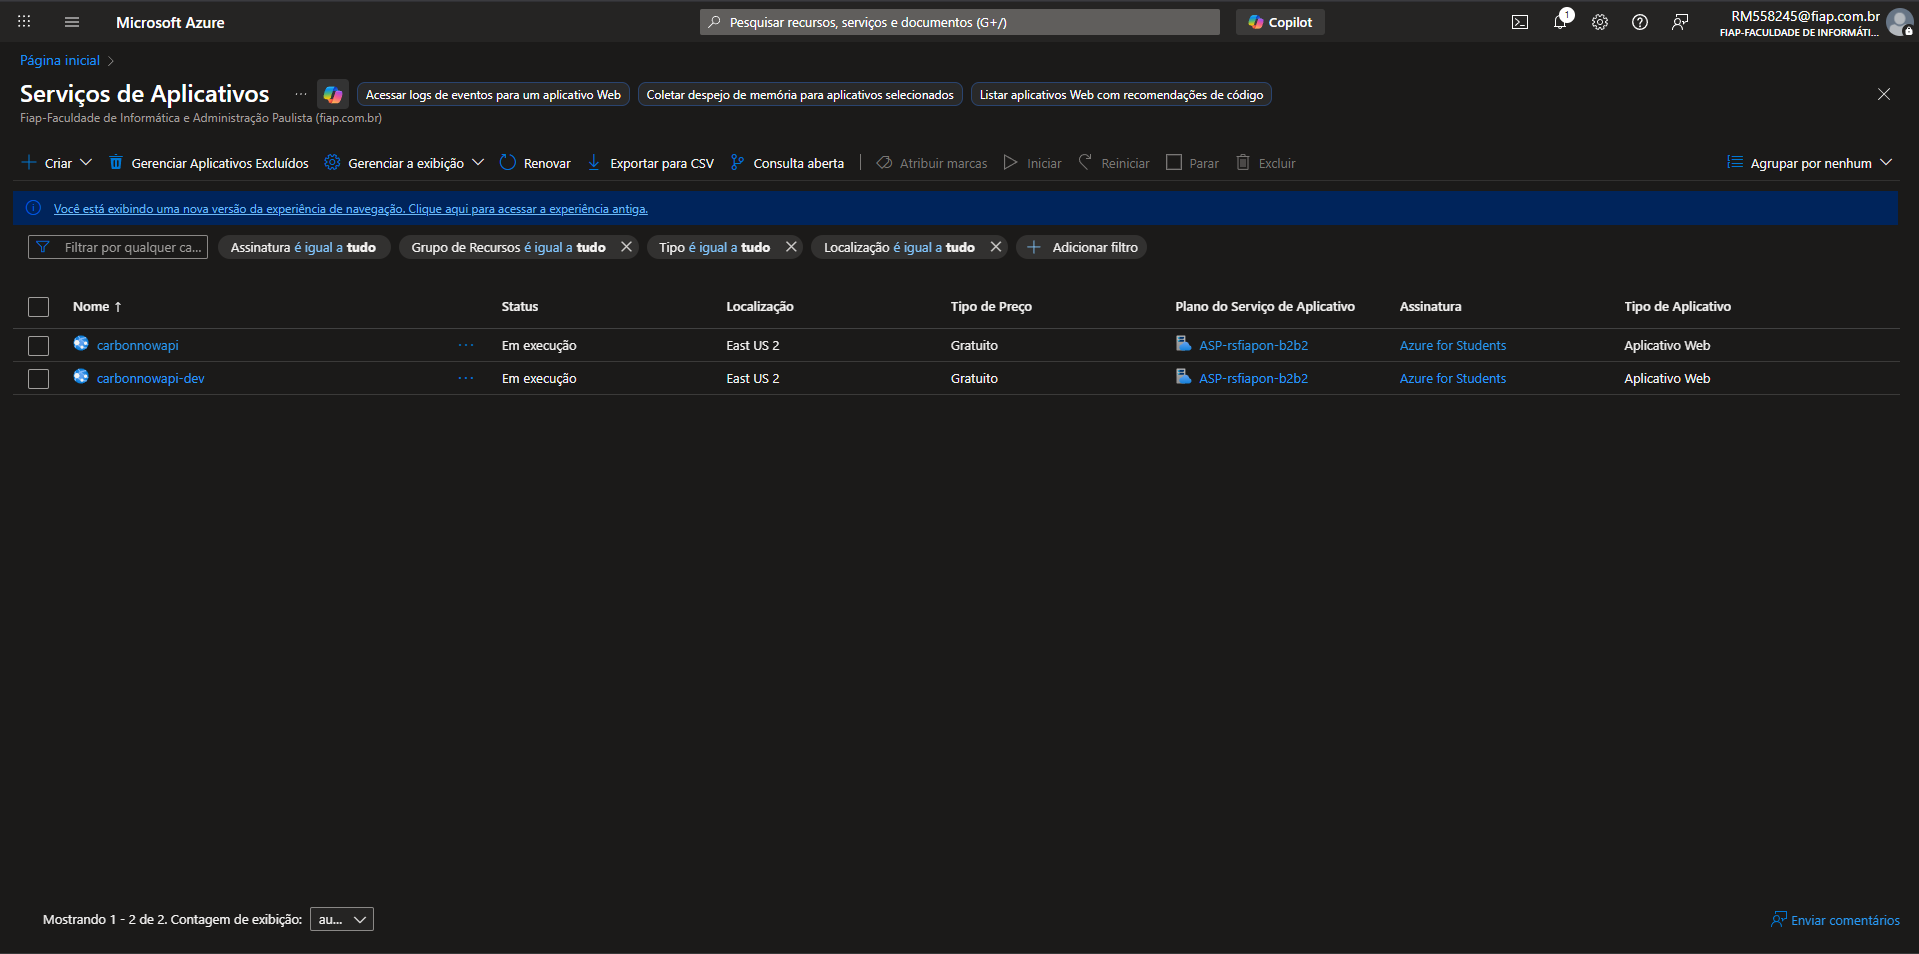 Microsoft Azure
Pesquisar recursos, serviços e documentos (G+/)
Copilot
1
RM558245@fiap.com.br
FIAP-FACULDADE DE INFORMÁTI...
Página inicial
Serviços de Aplicativos
...
Acessar logs de eventos para um aplicativo Web
Coletar despejo de memória para aplicativos selecionados
Listar aplicativos Web com recomendações de código
Fiap-Faculdade de Informática e Administração Paulista (fiap.com.br)
Criar
Gerenciar Aplicativos Excluídos
Gerenciar a exibição
Renovar
Exportar para CSV
Consulta aberta
Atribuir marcas
Iniciar
Reiniciar
Parar
Excluir
Agrupar por nenhum
Você está exibindo uma nova versão da experiência de navegação. Clique aqui para acessar a experiência antiga.
Filtrar por qualquer ca...
Assinatura é igual a tudo
Grupo de Recursos é igual a tudo
Tipo é igual a tudo
Localização é igual a tudo
Adicionar filtro
Nome ↑ Status Localização Tipo de Preço Plano do Serviço de Aplicativo Assinatura Tipo de Aplicativo
carbonnowapi ... Em execução East US 2 Gratuito ASP-rsfiapon-b2b2 Azure for Students Aplicativo Web
carbonnowapi-dev ... Em execução East US 2 Gratuito ASP-rsfiapon-b2b2 Azure for Students Aplicativo Web
Mostrando 1 - 2 de 2. Contagem de exibição: au...
Enviar comentários